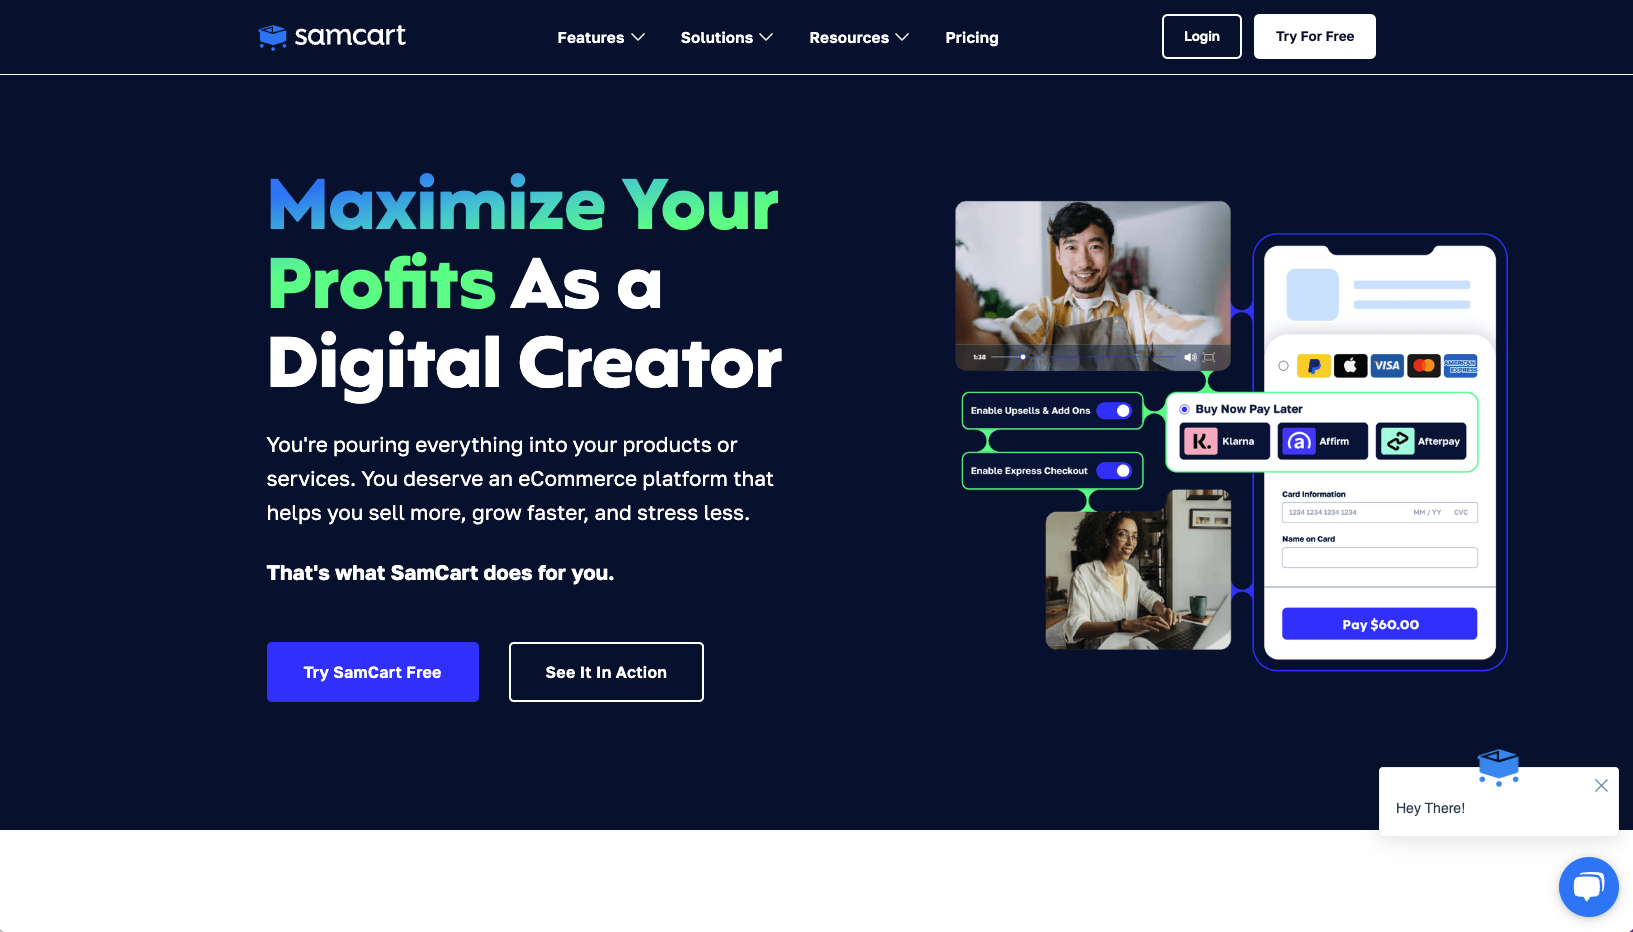 samcart
Features
Solutions
Resources
Pricing
Login
Try For Free
Maximize Your
Profits As a
Digital Creator
You're pouring everything into your products or
services. You deserve an eCommerce platform that
helps you sell more, grow faster, and stress less.
That's what SamCart does for you.
Try SamCart Free
See It In Action
1:38
Enable Upsells & Add Ons
Enable Express Checkout
VISA
AMERICAN
EXPRESS
Buy Now Pay Later
K. Klarna
a Affirm
Afterpay
Card Information
1234 1234 1234 1234 MM / YY CVC
Name on Card
Pay $60.00
Hey There!